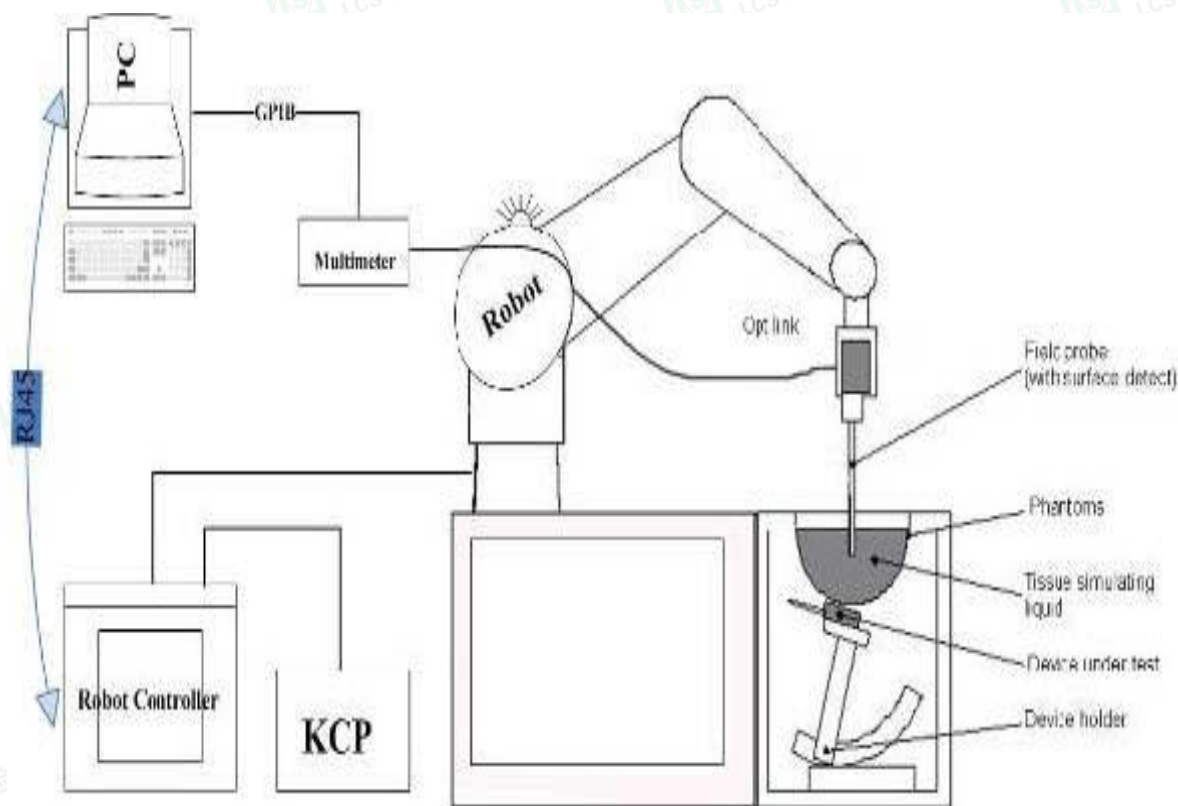 PC
GPIB
Multimeter
Robot
Opt link
Field probe
(with surface detect)
Phantoms
Tissue simulating
liquid
Device under test
Device holder
RJ45
Robot Controller
KCP